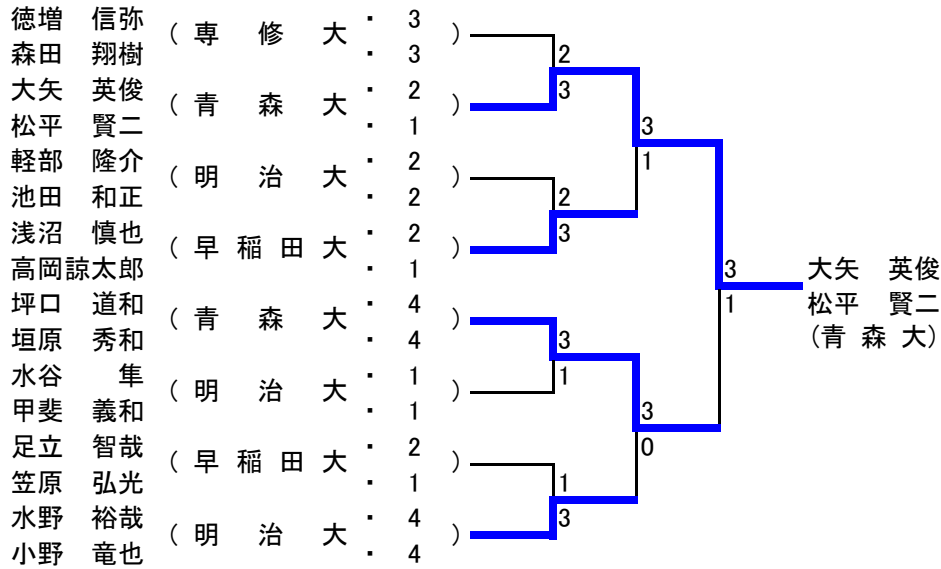 徳増 信弥 ・ 3
(専 修 大)
森田 翔樹 ・ 3
2
大矢 英俊 ・ 2
(青 森 大)
3
松平 賢二 ・ 1
3
軽部 隆介 ・ 2
1
(明 治 大)
池田 和正 ・ 2
2
浅沼 慎也 ・ 2
3
(早 稲 田 大)
高岡諒太郎 ・ 1
3
大矢 英俊
坪口 道和 ・ 4
1
松平 賢二
(青 森 大)
(青 森 大)
垣原 秀和 ・ 4
3
水谷 隼 ・ 1
1
(明 治 大)
甲斐 義和 ・ 1
3
足立 智哉 ・ 2
0
(早 稲 田 大)
笠原 弘光 ・ 1
1
水野 裕哉 ・ 4
3
(明 治 大)
小野 竜也 ・ 4